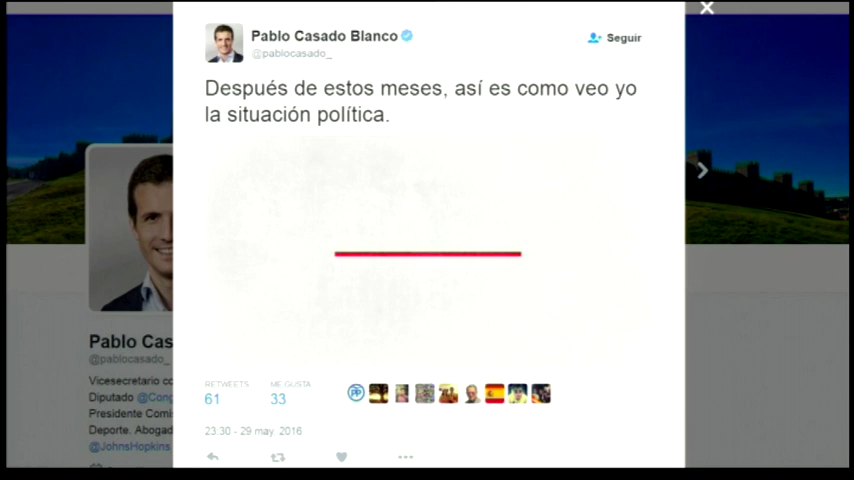 Pablo Casado Blanco
@pablocasado_
Seguir
Después de estos meses, así es como veo yo
la situación política.
RETWEETS
61
ME GUSTA
33
PP
23:30 - 29 may. 2016
Pablo Cas
@pablocasado_
Vicesecretario co
Diputado @Cong
Presidente Comis
Deporte. Abogad
@JohnsHopkins